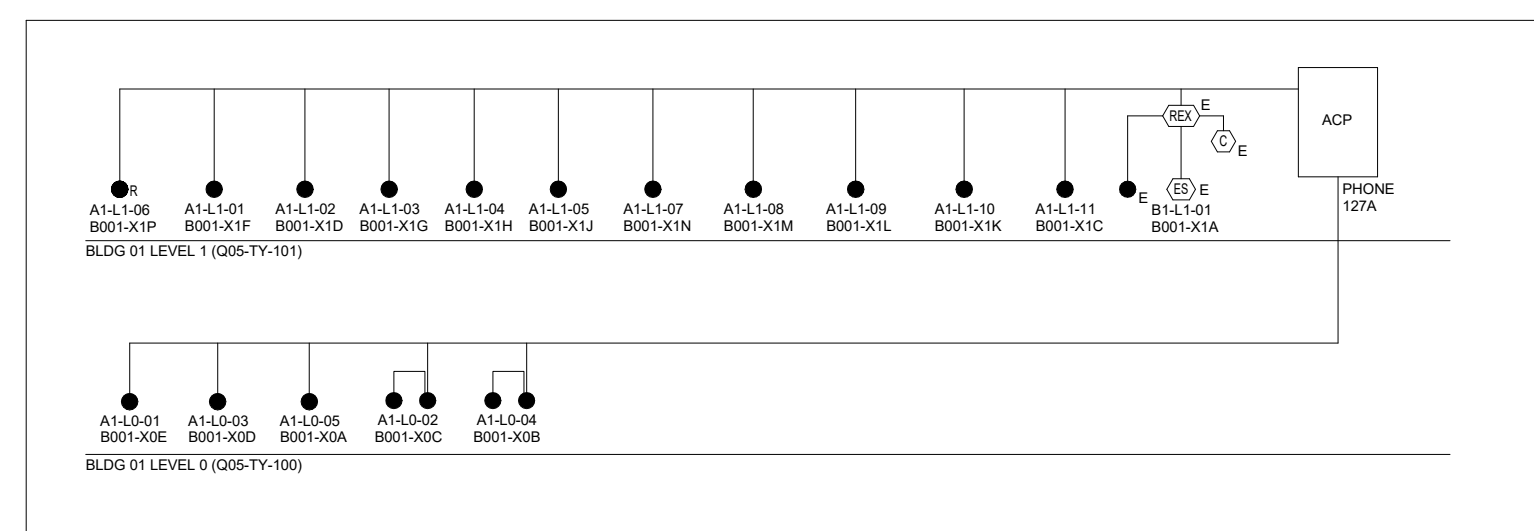 REX
E
ACP
C
E
R
E
ES
E
PHONE
127A
A1-L1-06
B001-X1P
A1-L1-01
B001-X1F
A1-L1-02
B001-X1D
A1-L1-03
B001-X1G
A1-L1-04
B001-X1H
A1-L1-05
B001-X1J
A1-L1-07
B001-X1N
A1-L1-08
B001-X1M
A1-L1-09
B001-X1L
A1-L1-10
B001-X1K
A1-L1-11
B001-X1C
B1-L1-01
B001-X1A
BLDG 01 LEVEL 1 (Q05-TY-101)
A1-L0-01
B001-X0E
A1-L0-03
B001-X0D
A1-L0-05
B001-X0A
A1-L0-02
B001-X0C
A1-L0-04
B001-X0B
BLDG 01 LEVEL 0 (Q05-TY-100)